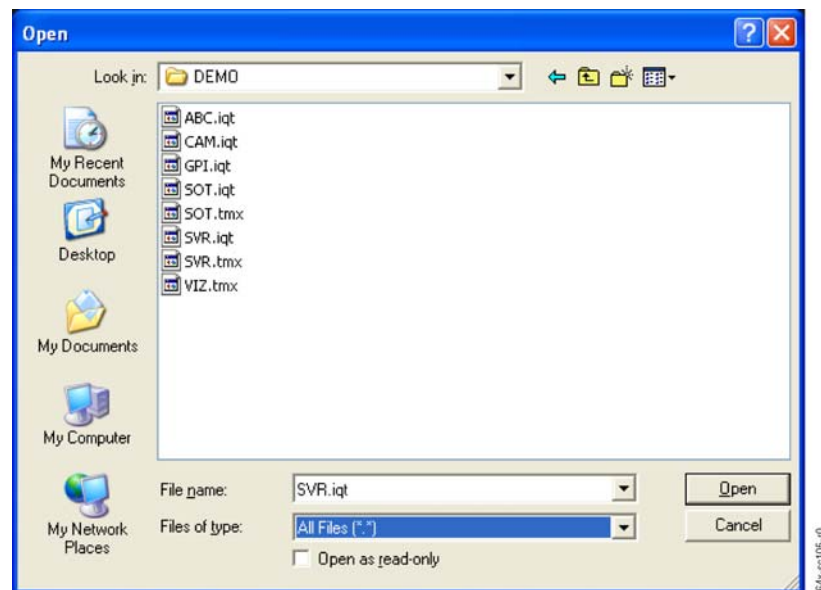 Open
Look in: DEMO
My Recent
Documents
Desktop
My Documents
My Computer
My Network
Places
ABC.iqt
CAM.iqt
GPI.iqt
SOT.iqt
SOT.tmx
SVR.iqt
SVR.tmx
VIZ.tmx
File name: SVR.iqt Open
Files of type: All Files (*.*) Cancel
Open as read-only